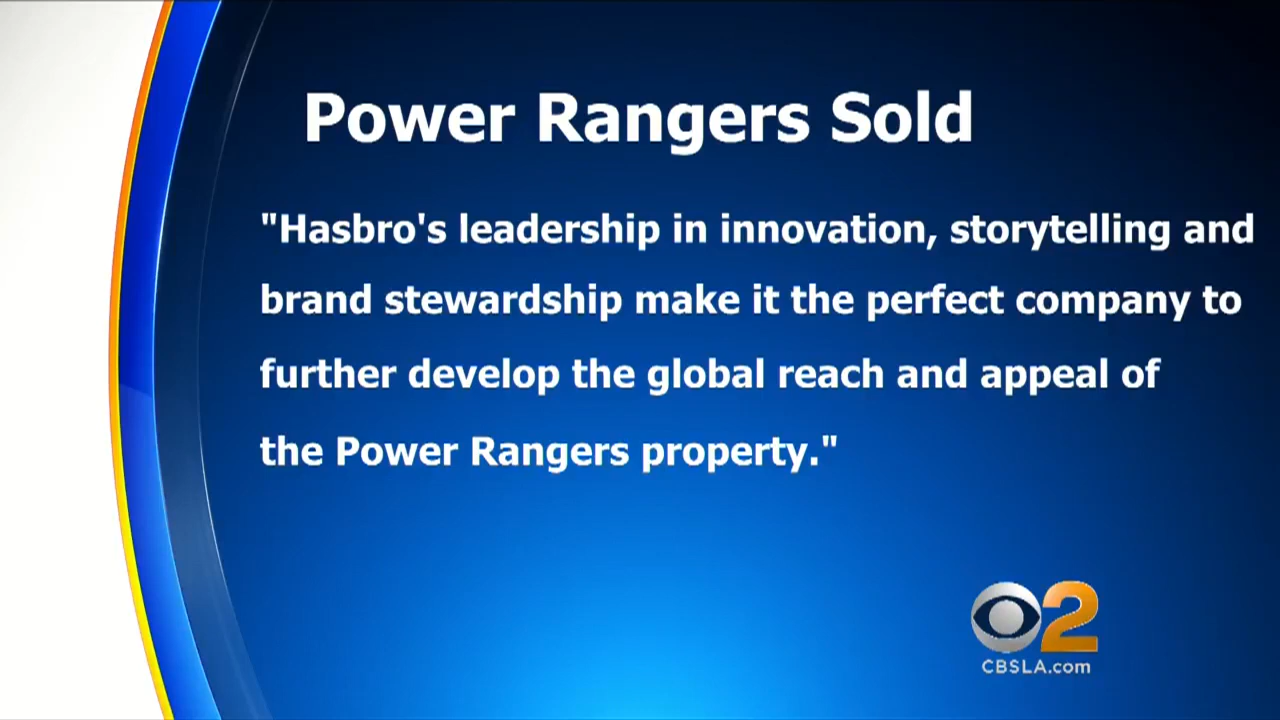 Power Rangers Sold
"Hasbro's leadership in innovation, storytelling and
brand stewardship make it the perfect company to
further develop the global reach and appeal of
the Power Rangers property."
2
CBSLA.com